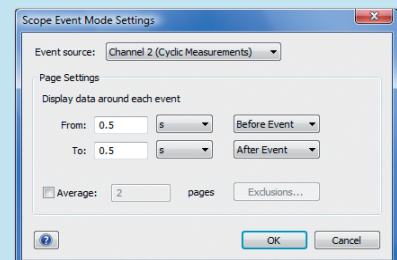 Scope Event Mode Settings
Event source: Channel 2 (Cyclic Measurements)
Page Settings
Display data around each event
From: 0.5 s Before Event
To: 0.5 s After Event
Average: 2 pages Exclusions...
? OK Cancel